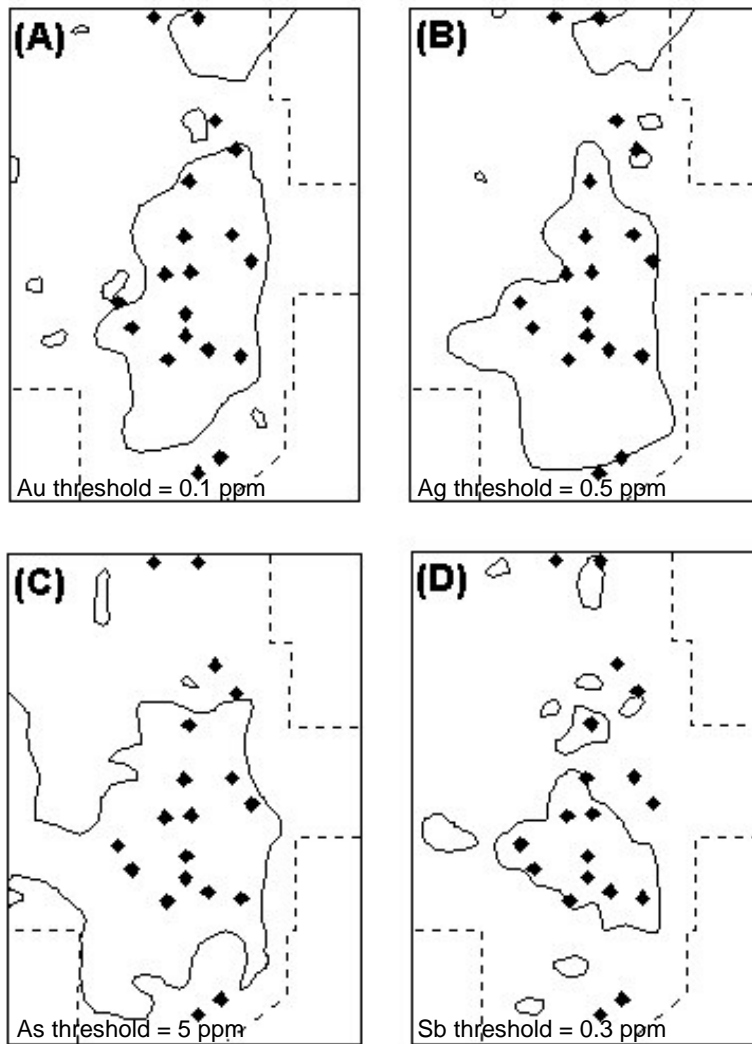 (A)
Au threshold = 0.1 ppm
(B)
Ag threshold = 0.5 ppm
(C)
As threshold = 5 ppm
(D)
Sb threshold = 0.3 ppm